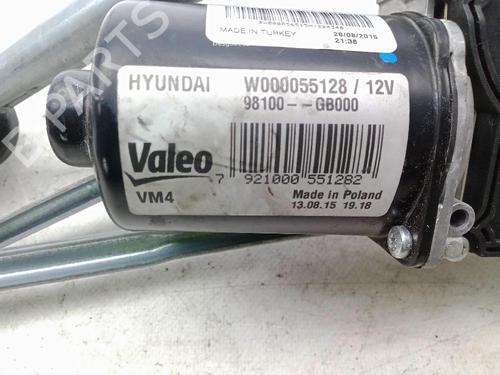 MADE IN TURKEY
26/08/2015
21:36
HYUNDAI W000055128 / 12V
98100--GB000
Valeo
7 921000 551282
VM4
Made in Poland
13.08.15 19.18
B-PARTS